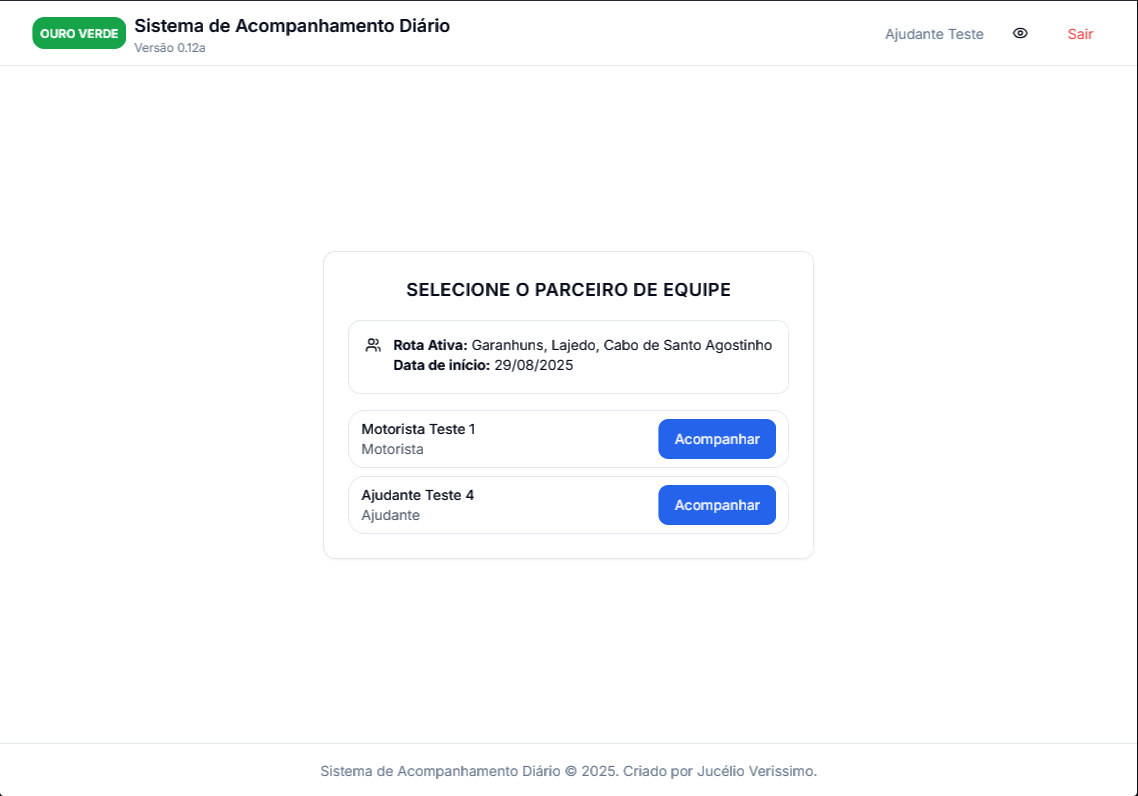 OURO VERDE
Sistema de Acompanhamento Diário
Versão 0.12a
Ajudante Teste
Sair
SELECIONE O PARCEIRO DE EQUIPE
Rota Ativa: Garanhuns, Lajedo, Cabo de Santo Agostinho
Data de início: 29/08/2025
Motorista Teste 1
Motorista
Acompanhar
Ajudante Teste 4
Ajudante
Acompanhar
Sistema de Acompanhamento Diário © 2025. Criado por Jucélio Verissimo.